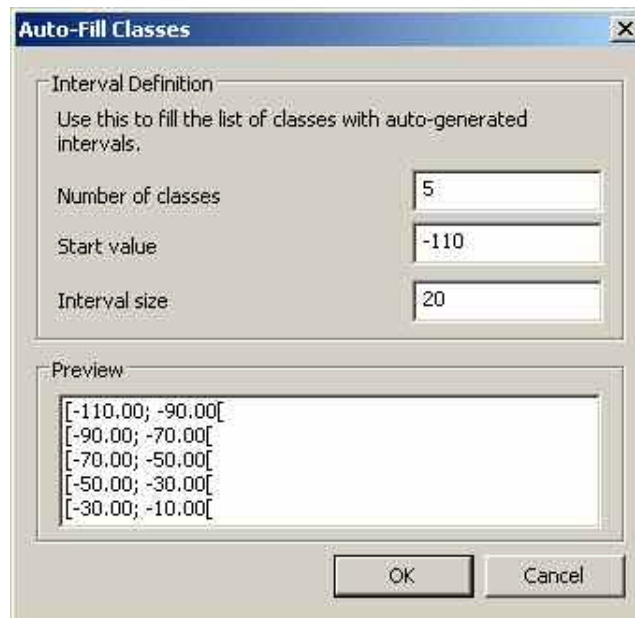 Auto-Fill Classes
Interval Definition
Use this to fill the list of classes with auto-generated
intervals.
Number of classes 5
Start value -110
Interval size 20
Preview
[-110.00; -90.00[
[-90.00; -70.00[
[-70.00; -50.00[
[-50.00; -30.00[
[-30.00; -10.00[
OK Cancel